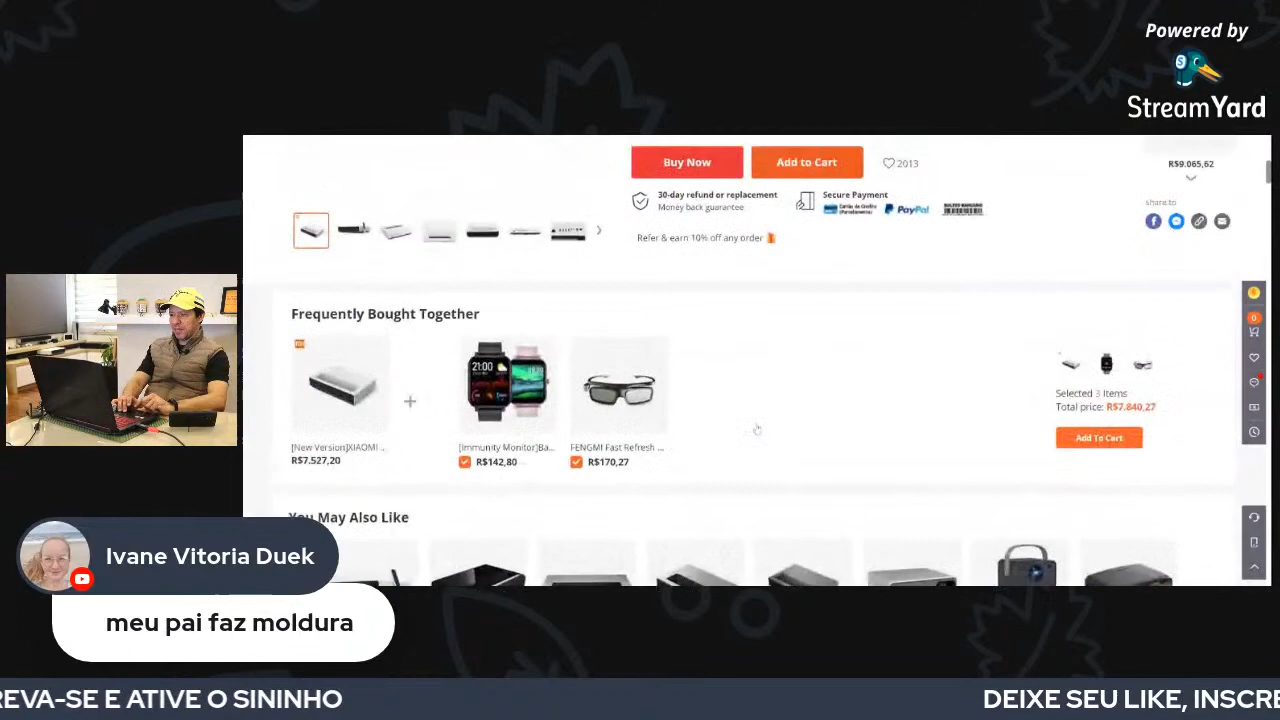 Powered by
StreamYard
Buy Now
Add to Cart
2013
R$9.065,62
30-day refund or replacement
Money back guarantee
Secure Payment
PayPal
share to
Refer & earn 10% off any order
Frequently Bought Together
21:00
[New Version]XIAOMI ...
R$7.527,20
[Immunity Monitor]Ba...
R$142,80
FENGMI Fast Refresh ...
R$170,27
Selected 3 Items
Total price: R$7.840,27
Add To Cart
You May Also Like
Ivane Vitoria Duek
meu pai faz moldura
REVA-SE E ATIVE O SININHO
DEIXE SEU LIKE, INSCRE